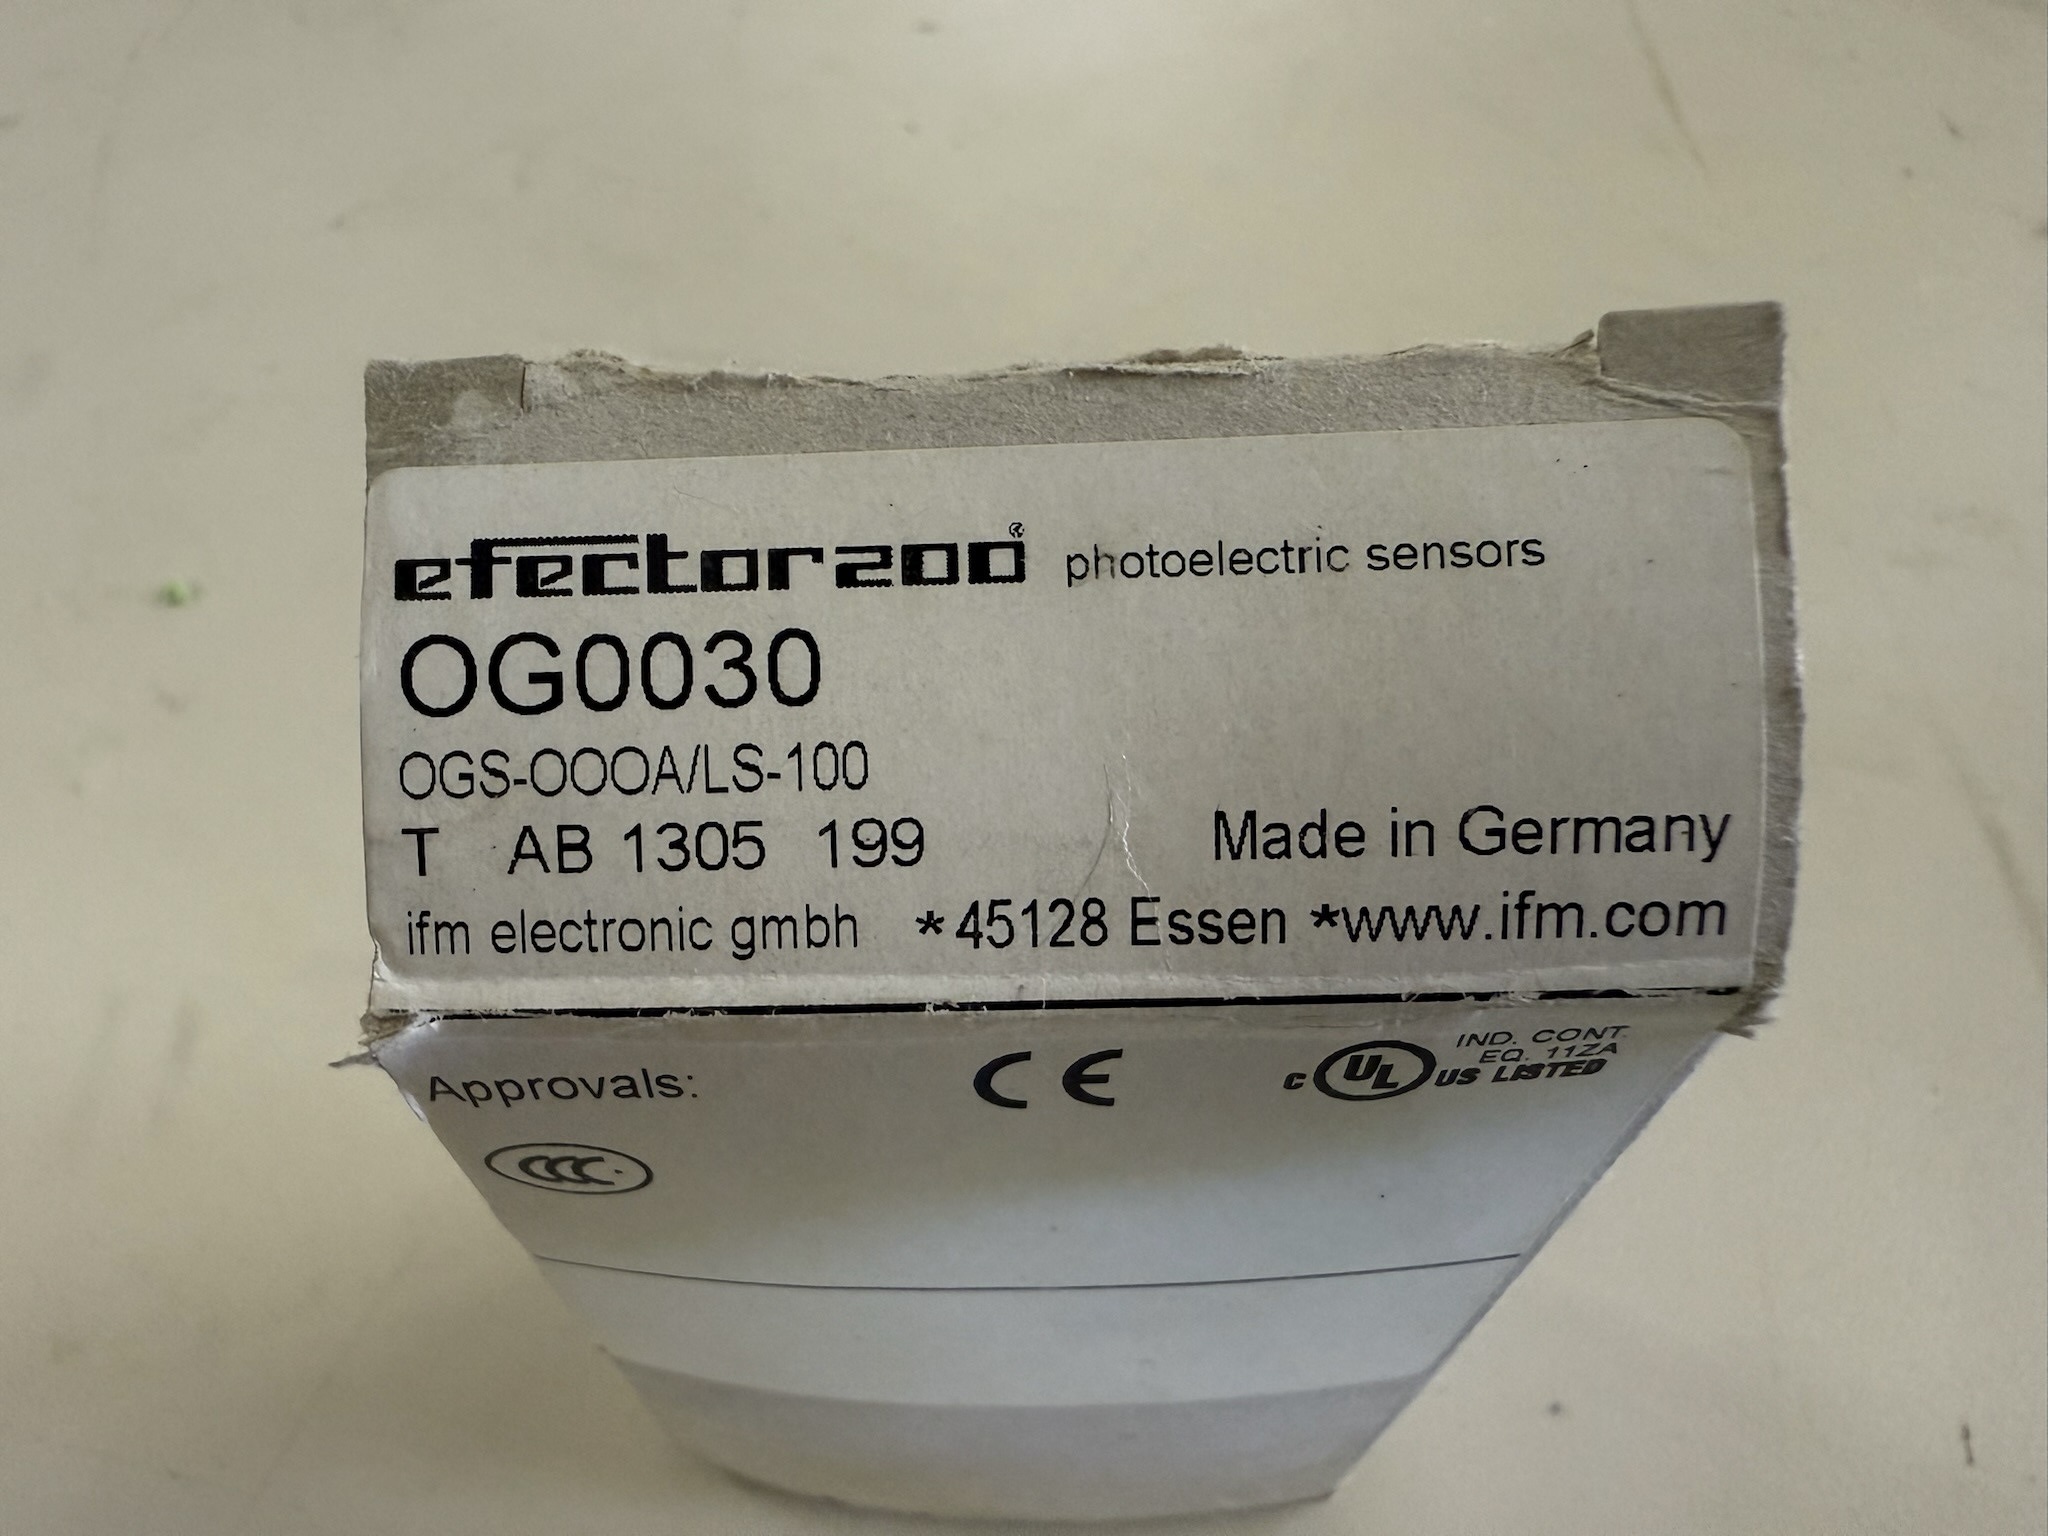 efector200® photoelectric sensors
OG0030
OGS-OOOA/LS-100
T AB 1305 199 Made in Germany
ifm electronic gmbh *45128 Essen *www.ifm.com
Approvals: CE
IND. CONT.
EQ. 11ZA
c UL US LISTED
CCC